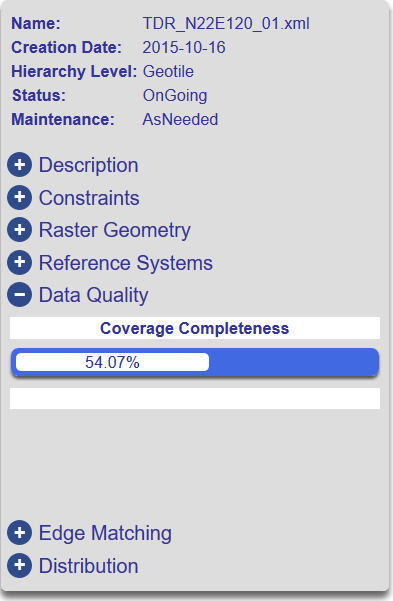 Name: TDR_N22E120_01.xml
Creation Date: 2015-10-16
Hierarchy Level: Geotile
Status: OnGoing
Maintenance: AsNeeded
Description
Constraints
Raster Geometry
Reference Systems
Data Quality
Coverage Completeness
54.07%
Edge Matching
Distribution